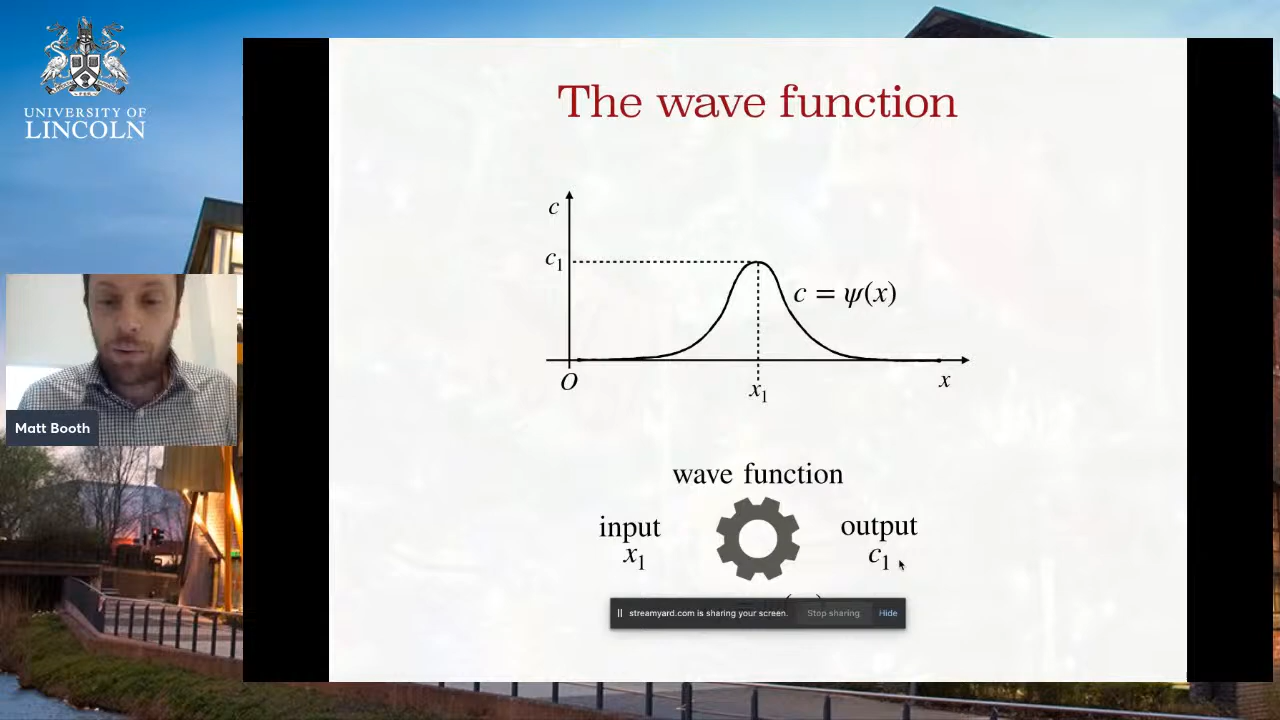 UNIVERSITY OF
LINCOLN
The wave function
c
c₁
c = ψ(x)
O
x₁
x
Matt Booth
wave function
input
output
x₁
c₁
streamyard.com is sharing your screen.
Stop sharing
Hide